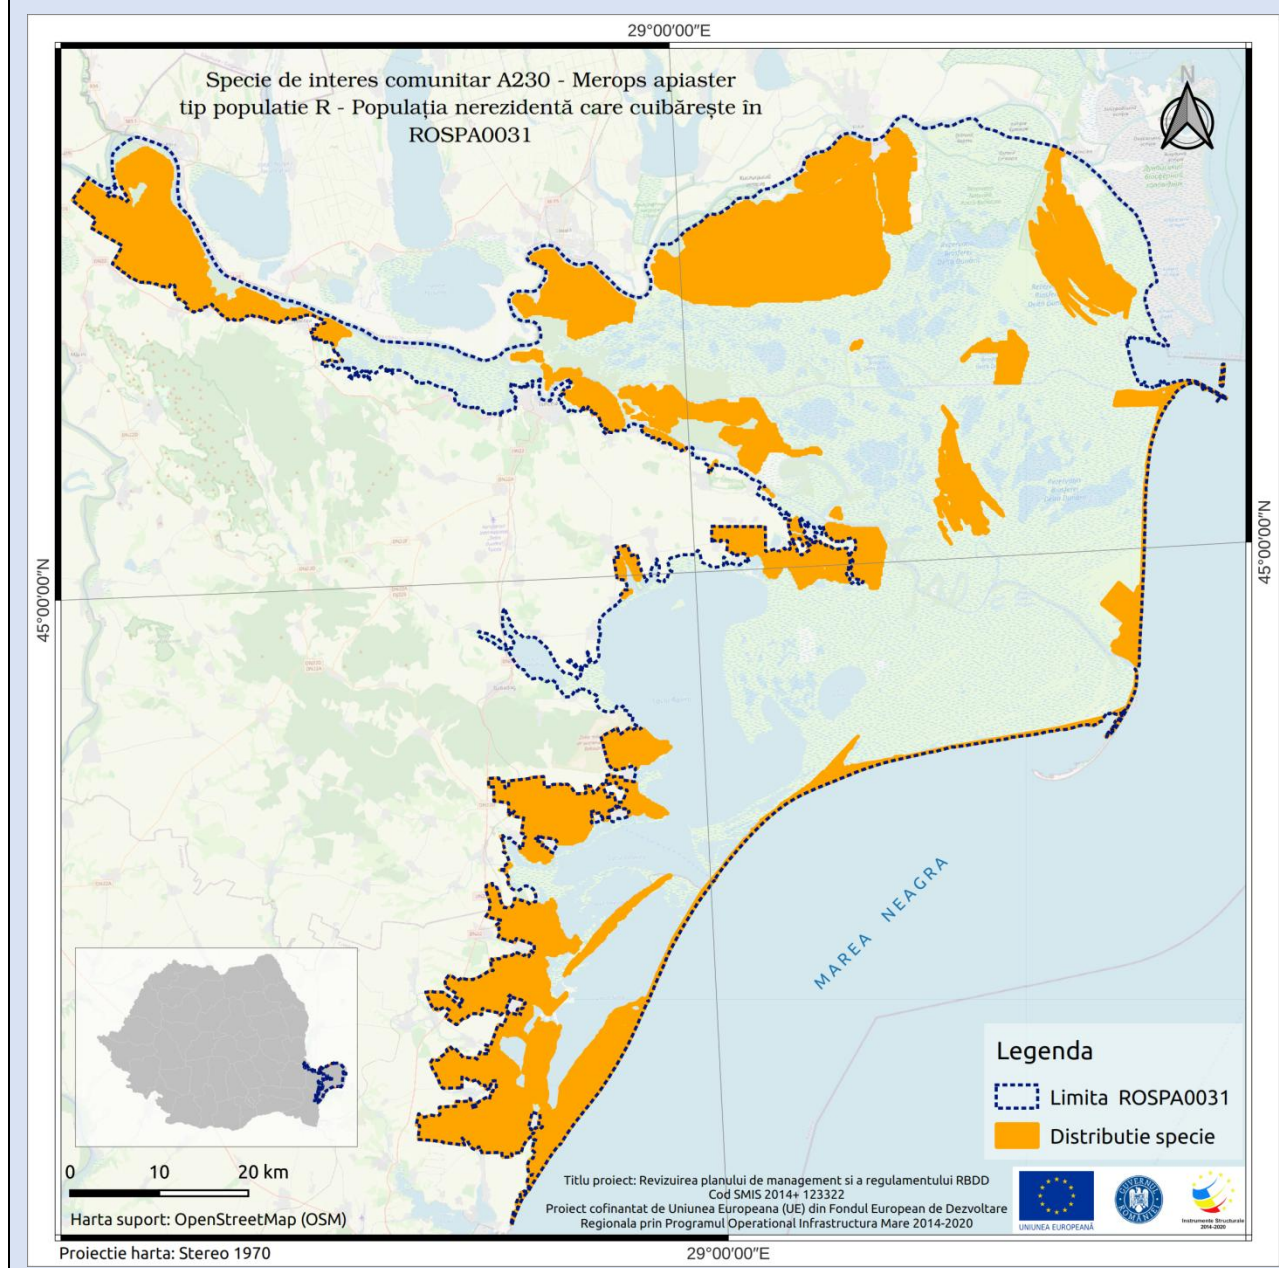 29°00′00″E
Specie de interes comunitar A230 - Merops apiaster
tip populatie R - Populația nerezidentă care cuibărește în
ROSPA0031
N
45°00′00″N
45°00′00″N
MAREA NEAGRA
Legenda
Limita ROSPA0031
Distributie specie
0 10 20 km
Harta suport: OpenStreetMap (OSM)
Titlu proiect: Revizuirea planului de management si a regulamentului RBDD
Cod SMIS 2014+ 123322
Proiect cofinantat de Uniunea Europeana (UE) din Fondul European de Dezvoltare
Regionala prin Programul Operational Infrastructura Mare 2014-2020
UNIUNEA EUROPEANĂ
GUVERNUL ROMÂNIEI
Instrumente Structurale
2014-2020
Proiectie harta: Stereo 1970
29°00′00″E